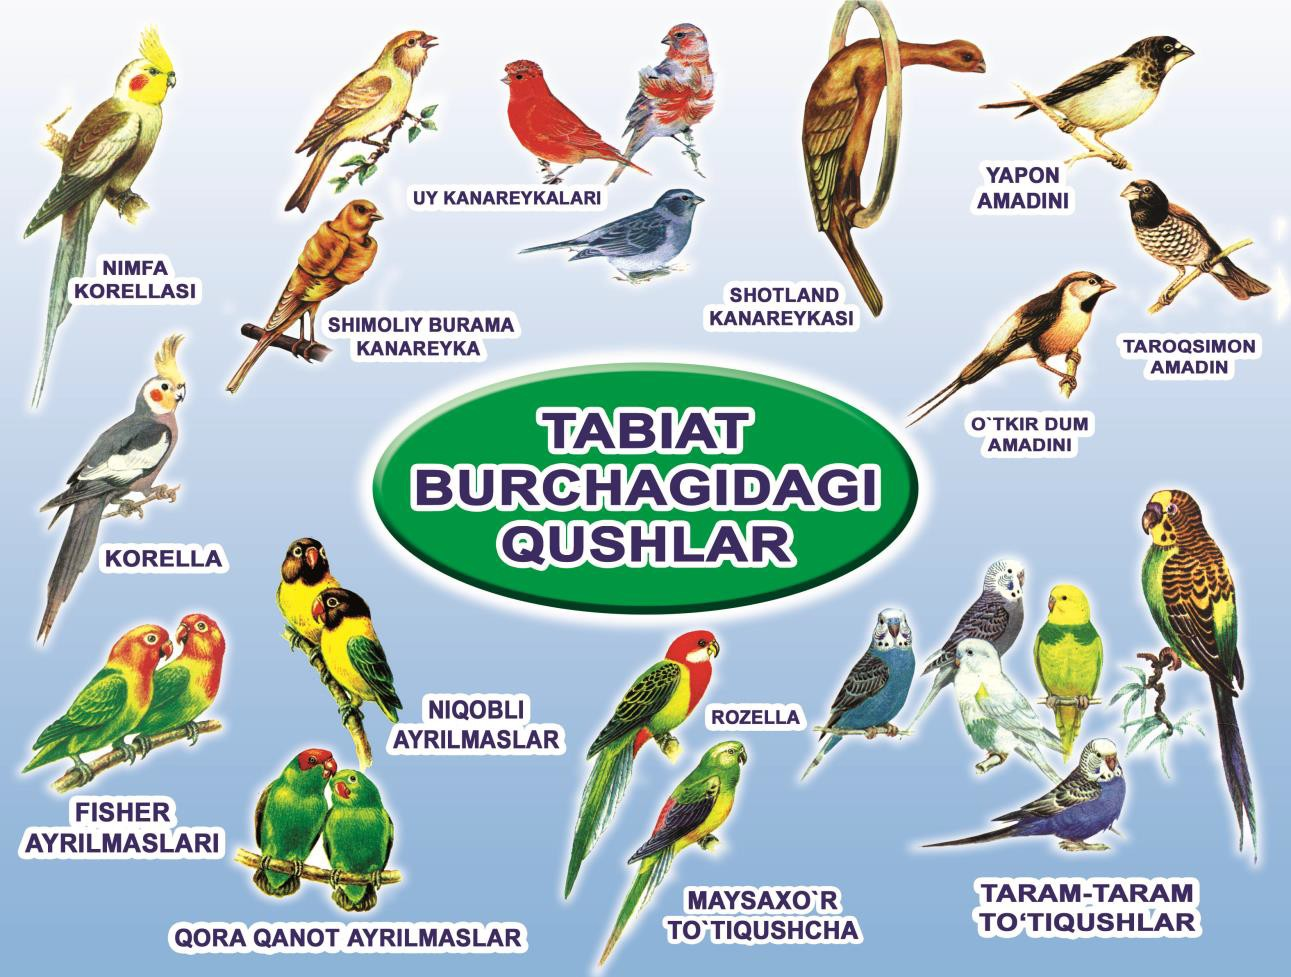 UY KANAREYKALARI
YAPON
AMADINI
NIMFA
KORELLASI
SHIMOLIY BURAMA
KANAREYKA
SHOTLAND
KANAREYKASI
TAROQSIMON
AMADIN
O`TKIR DUM
AMADINI
TABIAT
BURCHAGIDAGI
QUSHLAR
KORELLA
NIQOBLI
AYRILMASLAR
ROZELLA
FISHER
AYRILMASLARI
QORA QANOT AYRILMASLAR
MAYSAXO`R
TO`TIQUSHCHA
TARAM-TARAM
TO‘TIQUSHLAR